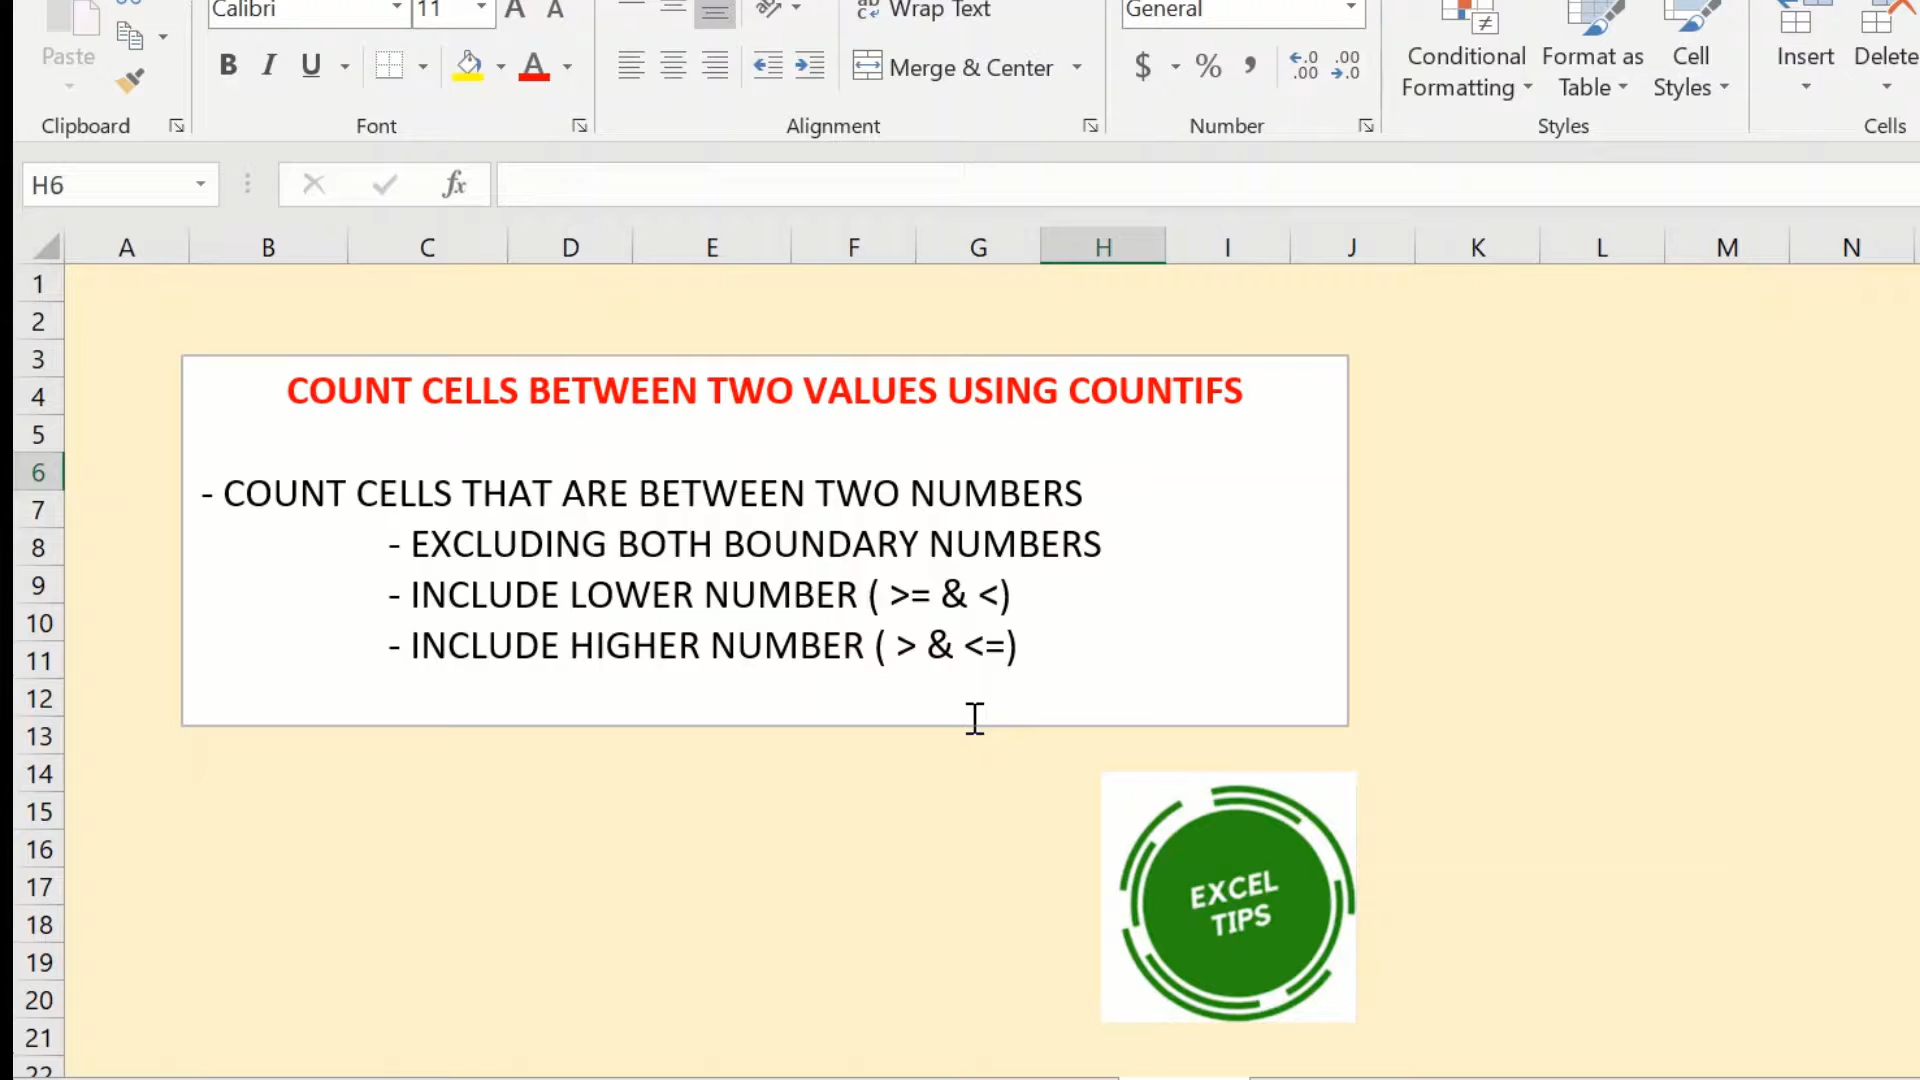 Calibri 11 A A Wrap Text General
Paste B I U A Merge & Center $ % , Conditional Formatting Format as Table Cell Styles Insert Delete
Clipboard Font Alignment Number Styles Cells
H6 fx
A B C D E F G H I J K L M N
1
2
3
4
5
6
7
8
9
10
11
12
13
14
15
16
17
18
19
20
21
22
COUNT CELLS BETWEEN TWO VALUES USING COUNTIFS
- COUNT CELLS THAT ARE BETWEEN TWO NUMBERS
- EXCLUDING BOTH BOUNDARY NUMBERS
- INCLUDE LOWER NUMBER ( >= & <)
- INCLUDE HIGHER NUMBER ( > & <=)
EXCEL
TIPS